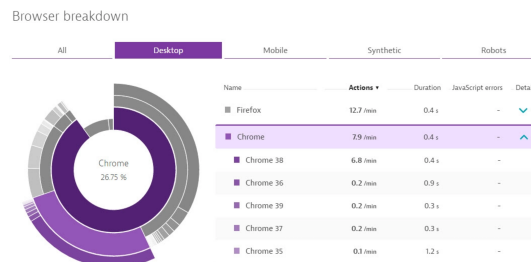 Browser breakdown
All Desktop Mobile Synthetic Robots
Name Actions ▾ Duration JavaScript errors
Firefox 12.7 /min 0.4 s -
Chrome 7.9 /min 0.4 s -
Chrome 38 6.8 /min 0.4 s -
Chrome 36 0.2 /min 0.9 s -
Chrome 39 0.2 /min 0.3 s -
Chrome 37 0.2 /min 0.3 s -
Chrome 35 0.1 /min 1.2 s -
Chrome
26.75 %